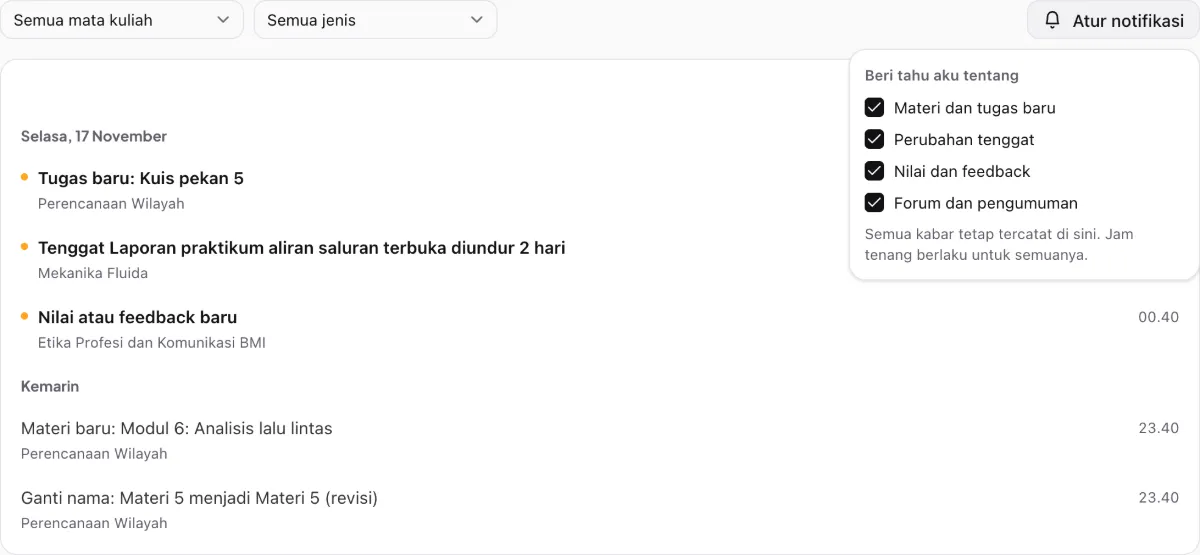 Semua mata kuliah
Semua jenis
Atur notifikasi
Beri tahu aku tentang
Materi dan tugas baru
Perubahan tenggat
Nilai dan feedback
Forum dan pengumuman
Semua kabar tetap tercatat di sini. Jam
tenang berlaku untuk semuanya.
Selasa, 17 November
Tugas baru: Kuis pekan 5
Perencanaan Wilayah
Tenggat Laporan praktikum aliran saluran terbuka diundur 2 hari
Mekanika Fluida
Nilai atau feedback baru
00.40
Etika Profesi dan Komunikasi BMI
Kemarin
Materi baru: Modul 6: Analisis lalu lintas
23.40
Perencanaan Wilayah
Ganti nama: Materi 5 menjadi Materi 5 (revisi)
23.40
Perencanaan Wilayah